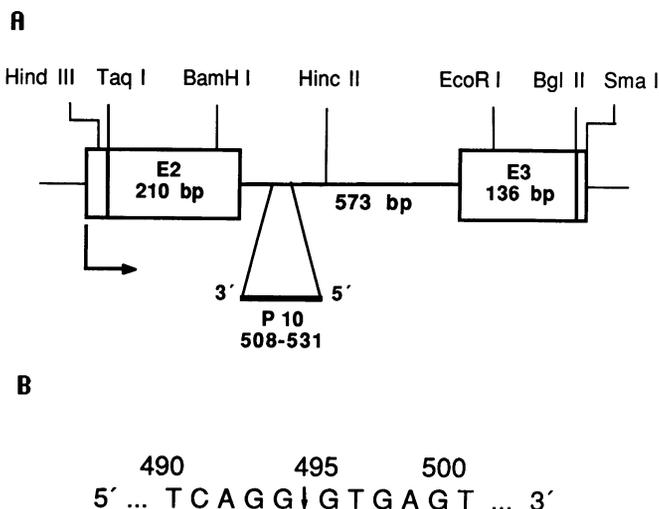 A
Hind III Taq I BamH I Hinc II EcoR I Bgl II Sma I
E2
210 bp
E3
136 bp
573 bp
3´ 5´
P 10
508-531
B
490 495 500
5´ ... T C A G G ↓ G T G A G T ... 3´